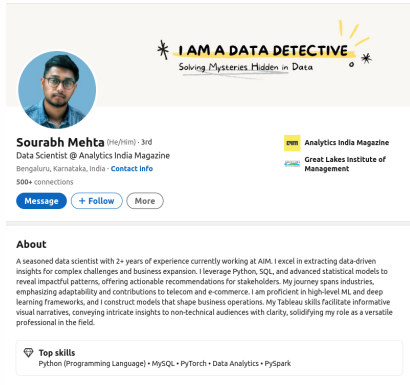 I AM A DATA DETECTIVE
Solving Mysteries Hidden in Data
Sourabh Mehta (He/Him) · 3rd
Data Scientist @ Analytics India Magazine
Bengaluru, Karnataka, India · Contact info
500+ connections
Message
+ Follow
More
Analytics India Magazine
Great Lakes Institute of
Management
About
A seasoned data scientist with 2+ years of experience currently working at AIM. I excel in extracting data-driven
insights for complex challenges and business expansion. I leverage Python, SQL, and advanced statistical models to
reveal impactful patterns, offering actionable recommendations for stakeholders. My journey spans industries,
emphasizing adaptability and contributions to telecom and e-commerce. I am proficient in high-level ML and deep
learning frameworks, and I construct models that shape business operations. My Tableau skills facilitate informative
visual narratives, conveying intricate insights to non-technical audiences with clarity, solidifying my role as a versatile
professional in the field.
Top skills
Python (Programming Language) • MySQL • PyTorch • Data Analytics • PySpark